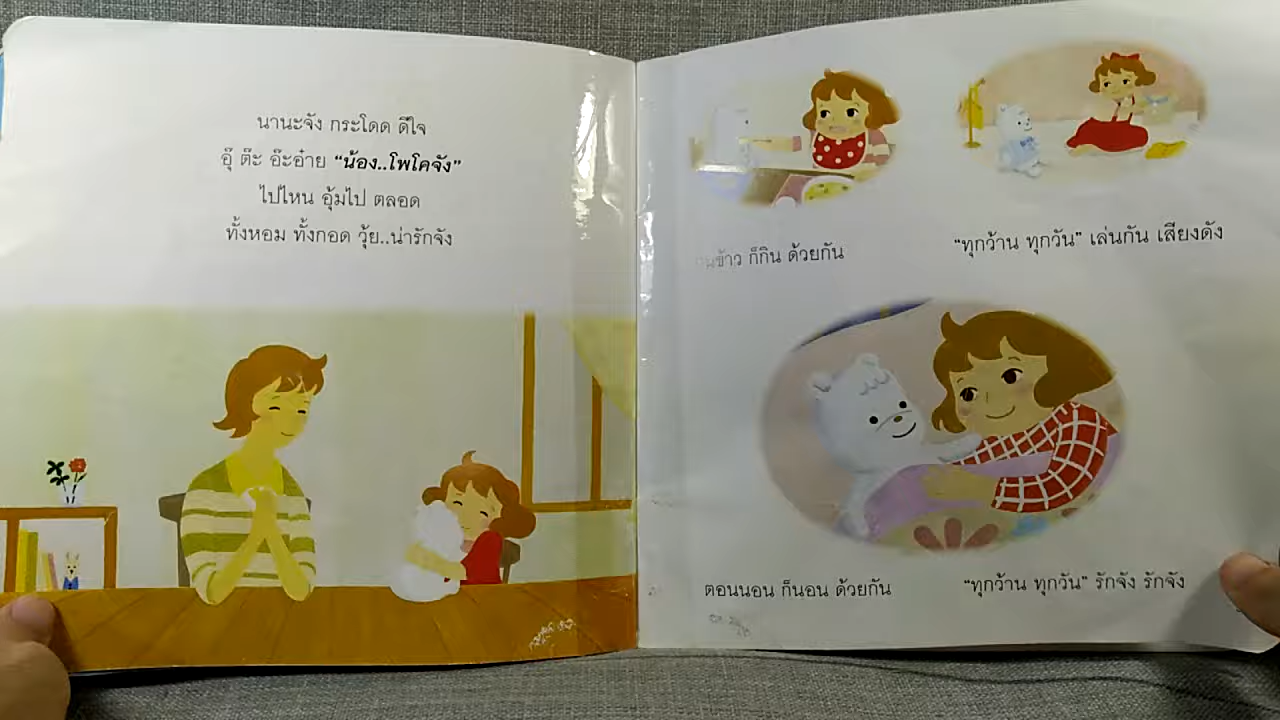 นานะจัง กระโดด ดีใจ
อุ๊ ต๊ะ อ๊ะอ๋าย “น้อง..โพโคจัง”
ไปไหน อุ้มไป ตลอด
ทั้งหอม ทั้งกอด วุ้ย..น่ารักจัง
ก็กิน ด้วยกัน
“ทุกว้าน ทุกวัน” เล่นกัน เสียงดัง
ตอนนอน ก็นอน ด้วยกัน
“ทุกว้าน ทุกวัน” รักจัง รักจัง